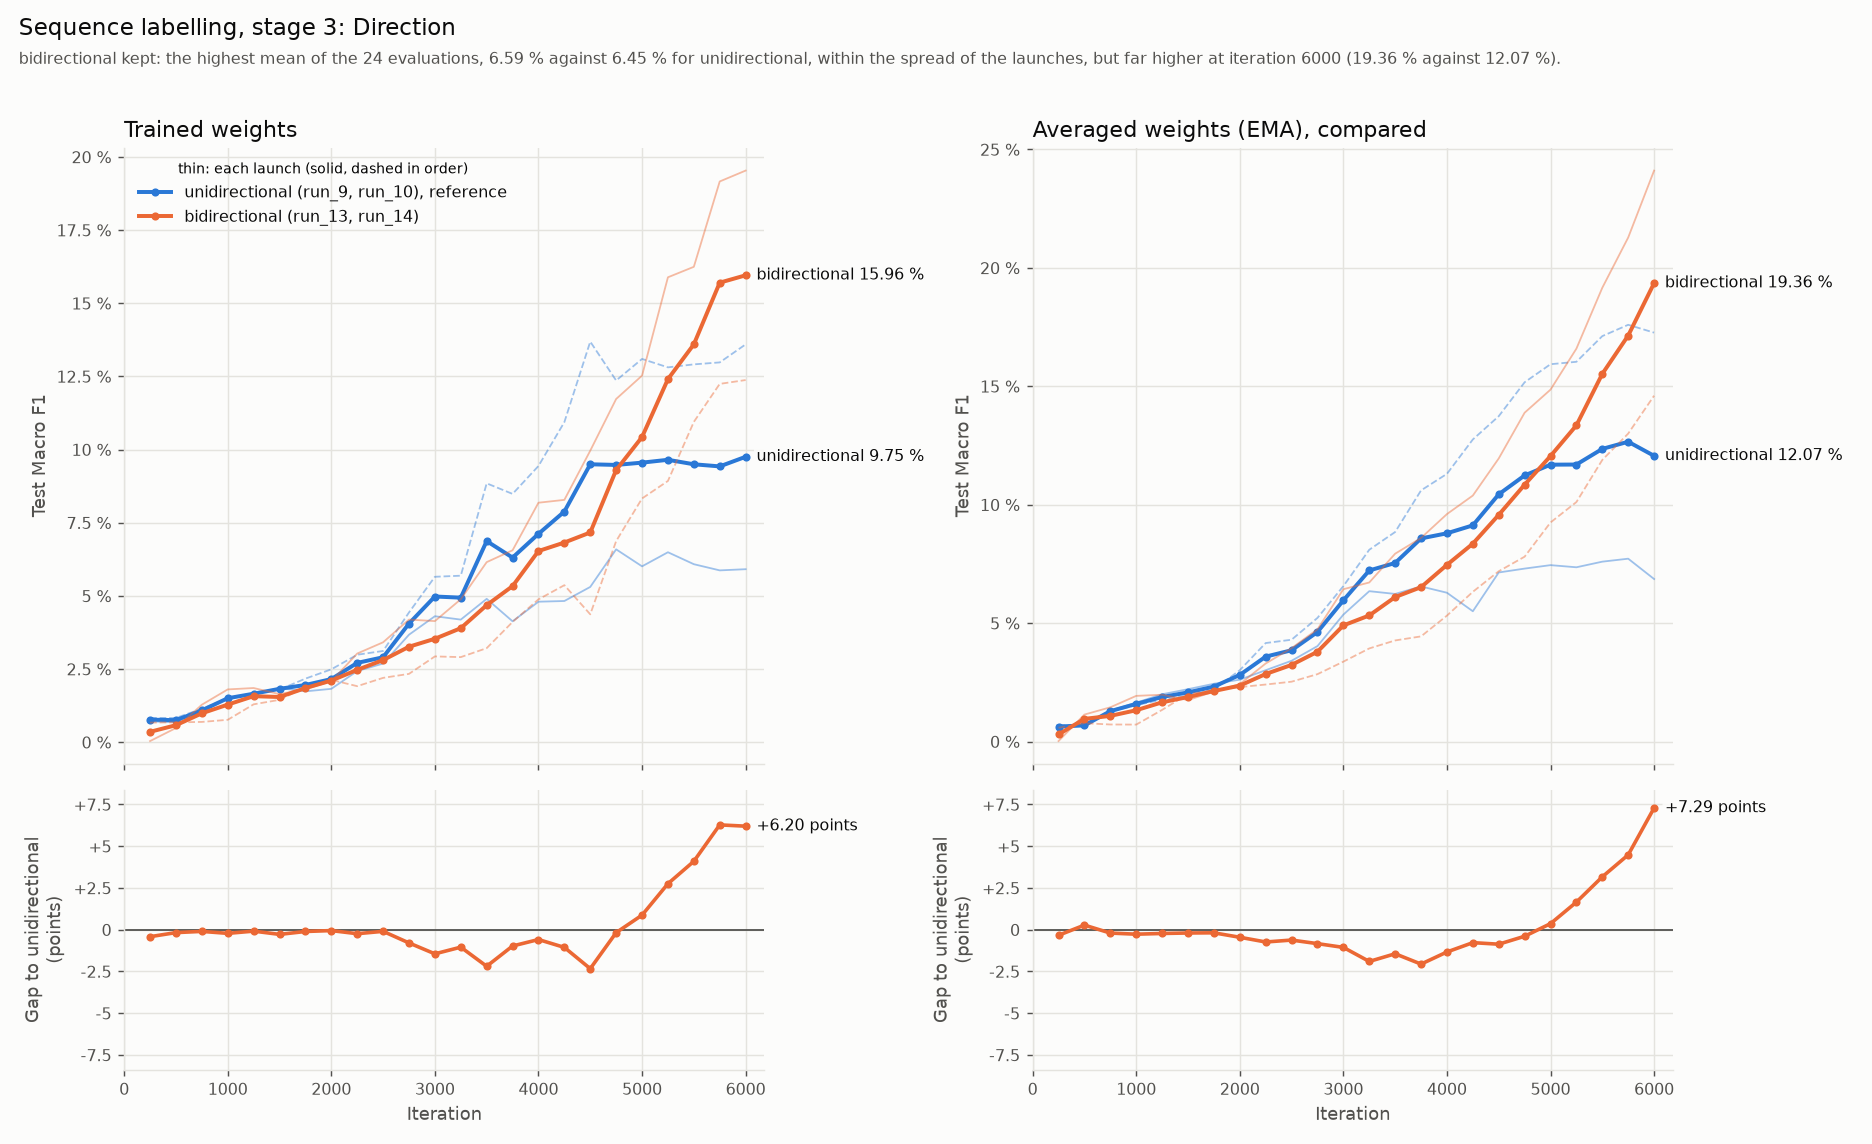 Sequence labelling, stage 3: Direction
bidirectional kept: the highest mean of the 24 evaluations, 6.59 % against 6.45 % for unidirectional, within the spread of the launches, but far higher at iteration 6000 (19.36 % against 12.07 %).
Trained weights
thin: each launch (solid, dashed in order)
unidirectional (run_9, run_10), reference
bidirectional (run_13, run_14)
20 %
17.5 %
15 %
12.5 %
10 %
7.5 %
5 %
2.5 %
0 %
Test Macro F1
bidirectional 15.96 %
unidirectional 9.75 %
Averaged weights (EMA), compared
25 %
20 %
15 %
10 %
5 %
0 %
Test Macro F1
bidirectional 19.36 %
unidirectional 12.07 %
+7.5
+5
+2.5
0
-2.5
-5
-7.5
Gap to unidirectional
(points)
+6.20 points
0 1000 2000 3000 4000 5000 6000
Iteration
+7.5
+5
+2.5
0
-2.5
-5
-7.5
Gap to unidirectional
(points)
+7.29 points
0 1000 2000 3000 4000 5000 6000
Iteration